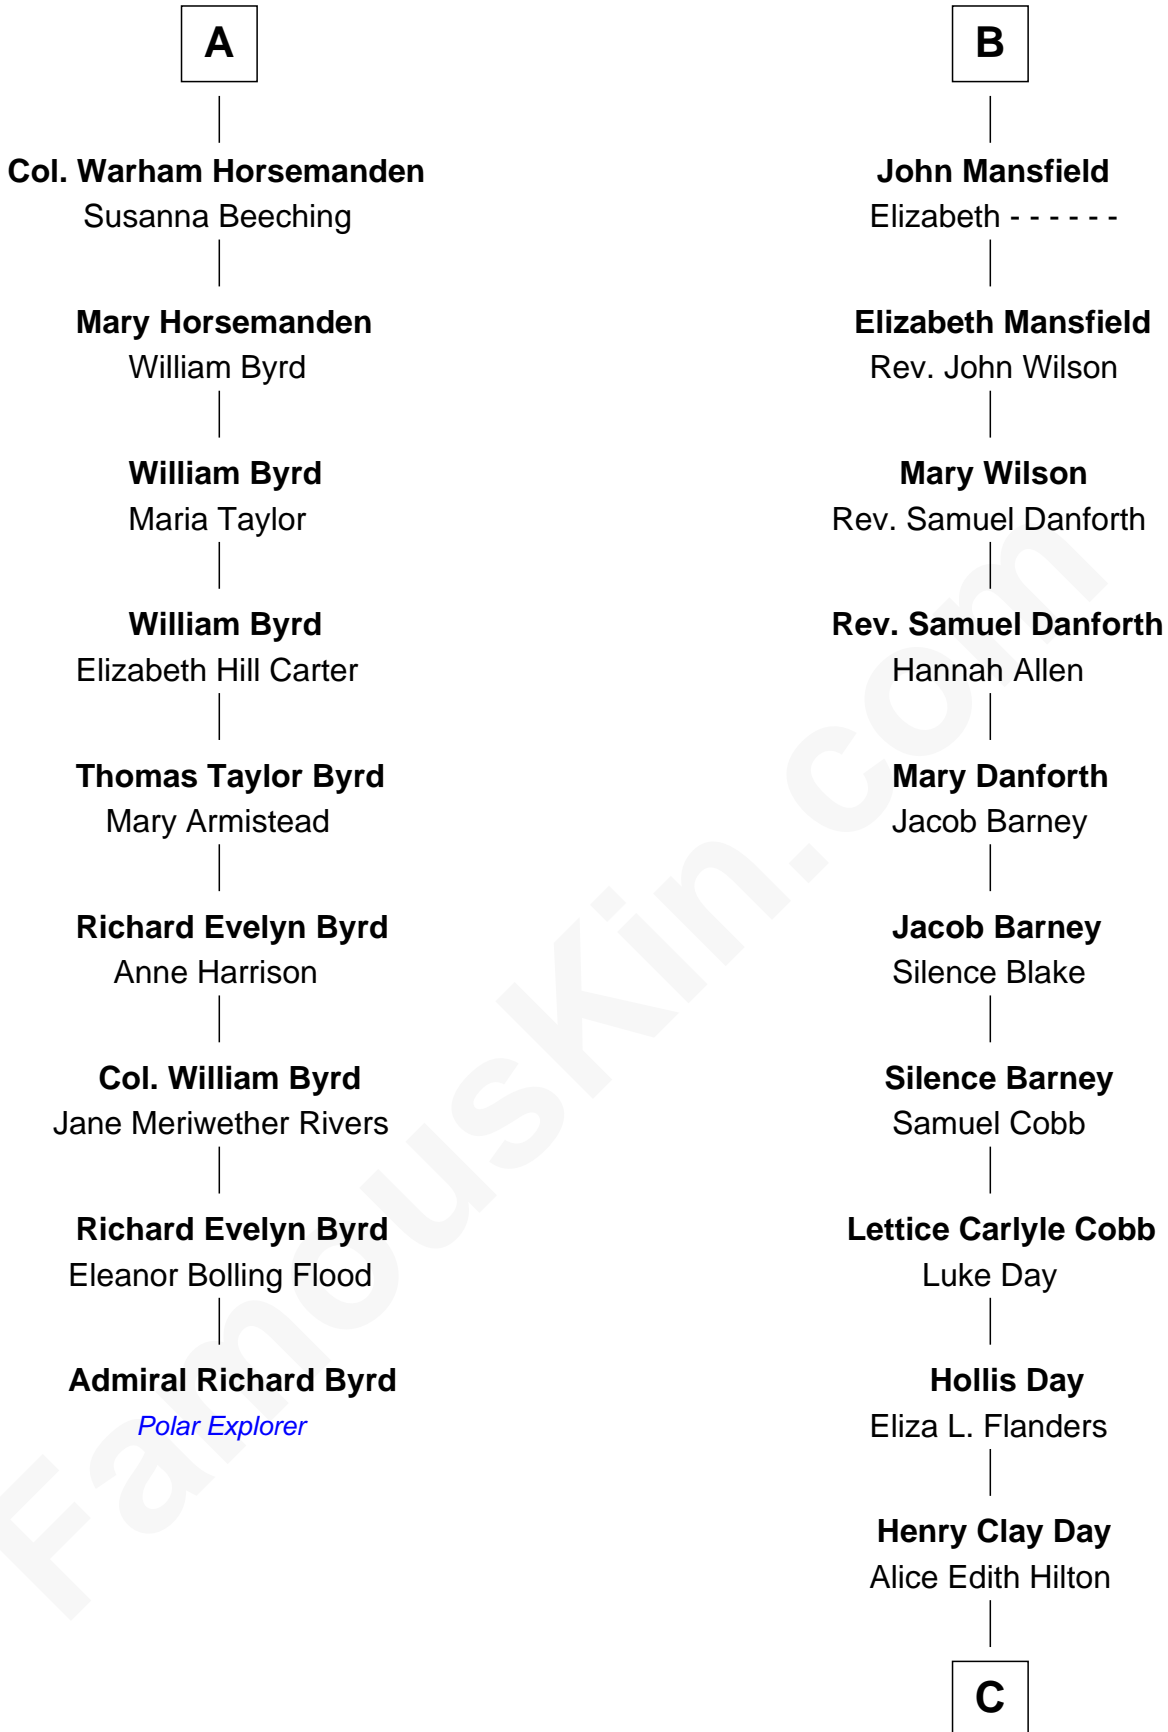 A
Col. Warham Horsemanden
Susanna Beeching
Mary Horsemanden
William Byrd
William Byrd
Maria Taylor
William Byrd
Elizabeth Hill Carter
Thomas Taylor Byrd
Mary Armistead
Richard Evelyn Byrd
Anne Harrison
Col. William Byrd
Jane Meriwether Rivers
Richard Evelyn Byrd
Eleanor Bolling Flood
Admiral Richard Byrd
Polar Explorer
B
John Mansfield
Elizabeth - - - - - -
Elizabeth Mansfield
Rev. John Wilson
Mary Wilson
Rev. Samuel Danforth
Rev. Samuel Danforth
Hannah Allen
Mary Danforth
Jacob Barney
Jacob Barney
Silence Blake
Silence Barney
Samuel Cobb
Lettice Carlyle Cobb
Luke Day
Hollis Day
Eliza L. Flanders
Henry Clay Day
Alice Edith Hilton
C
FamousKin.com